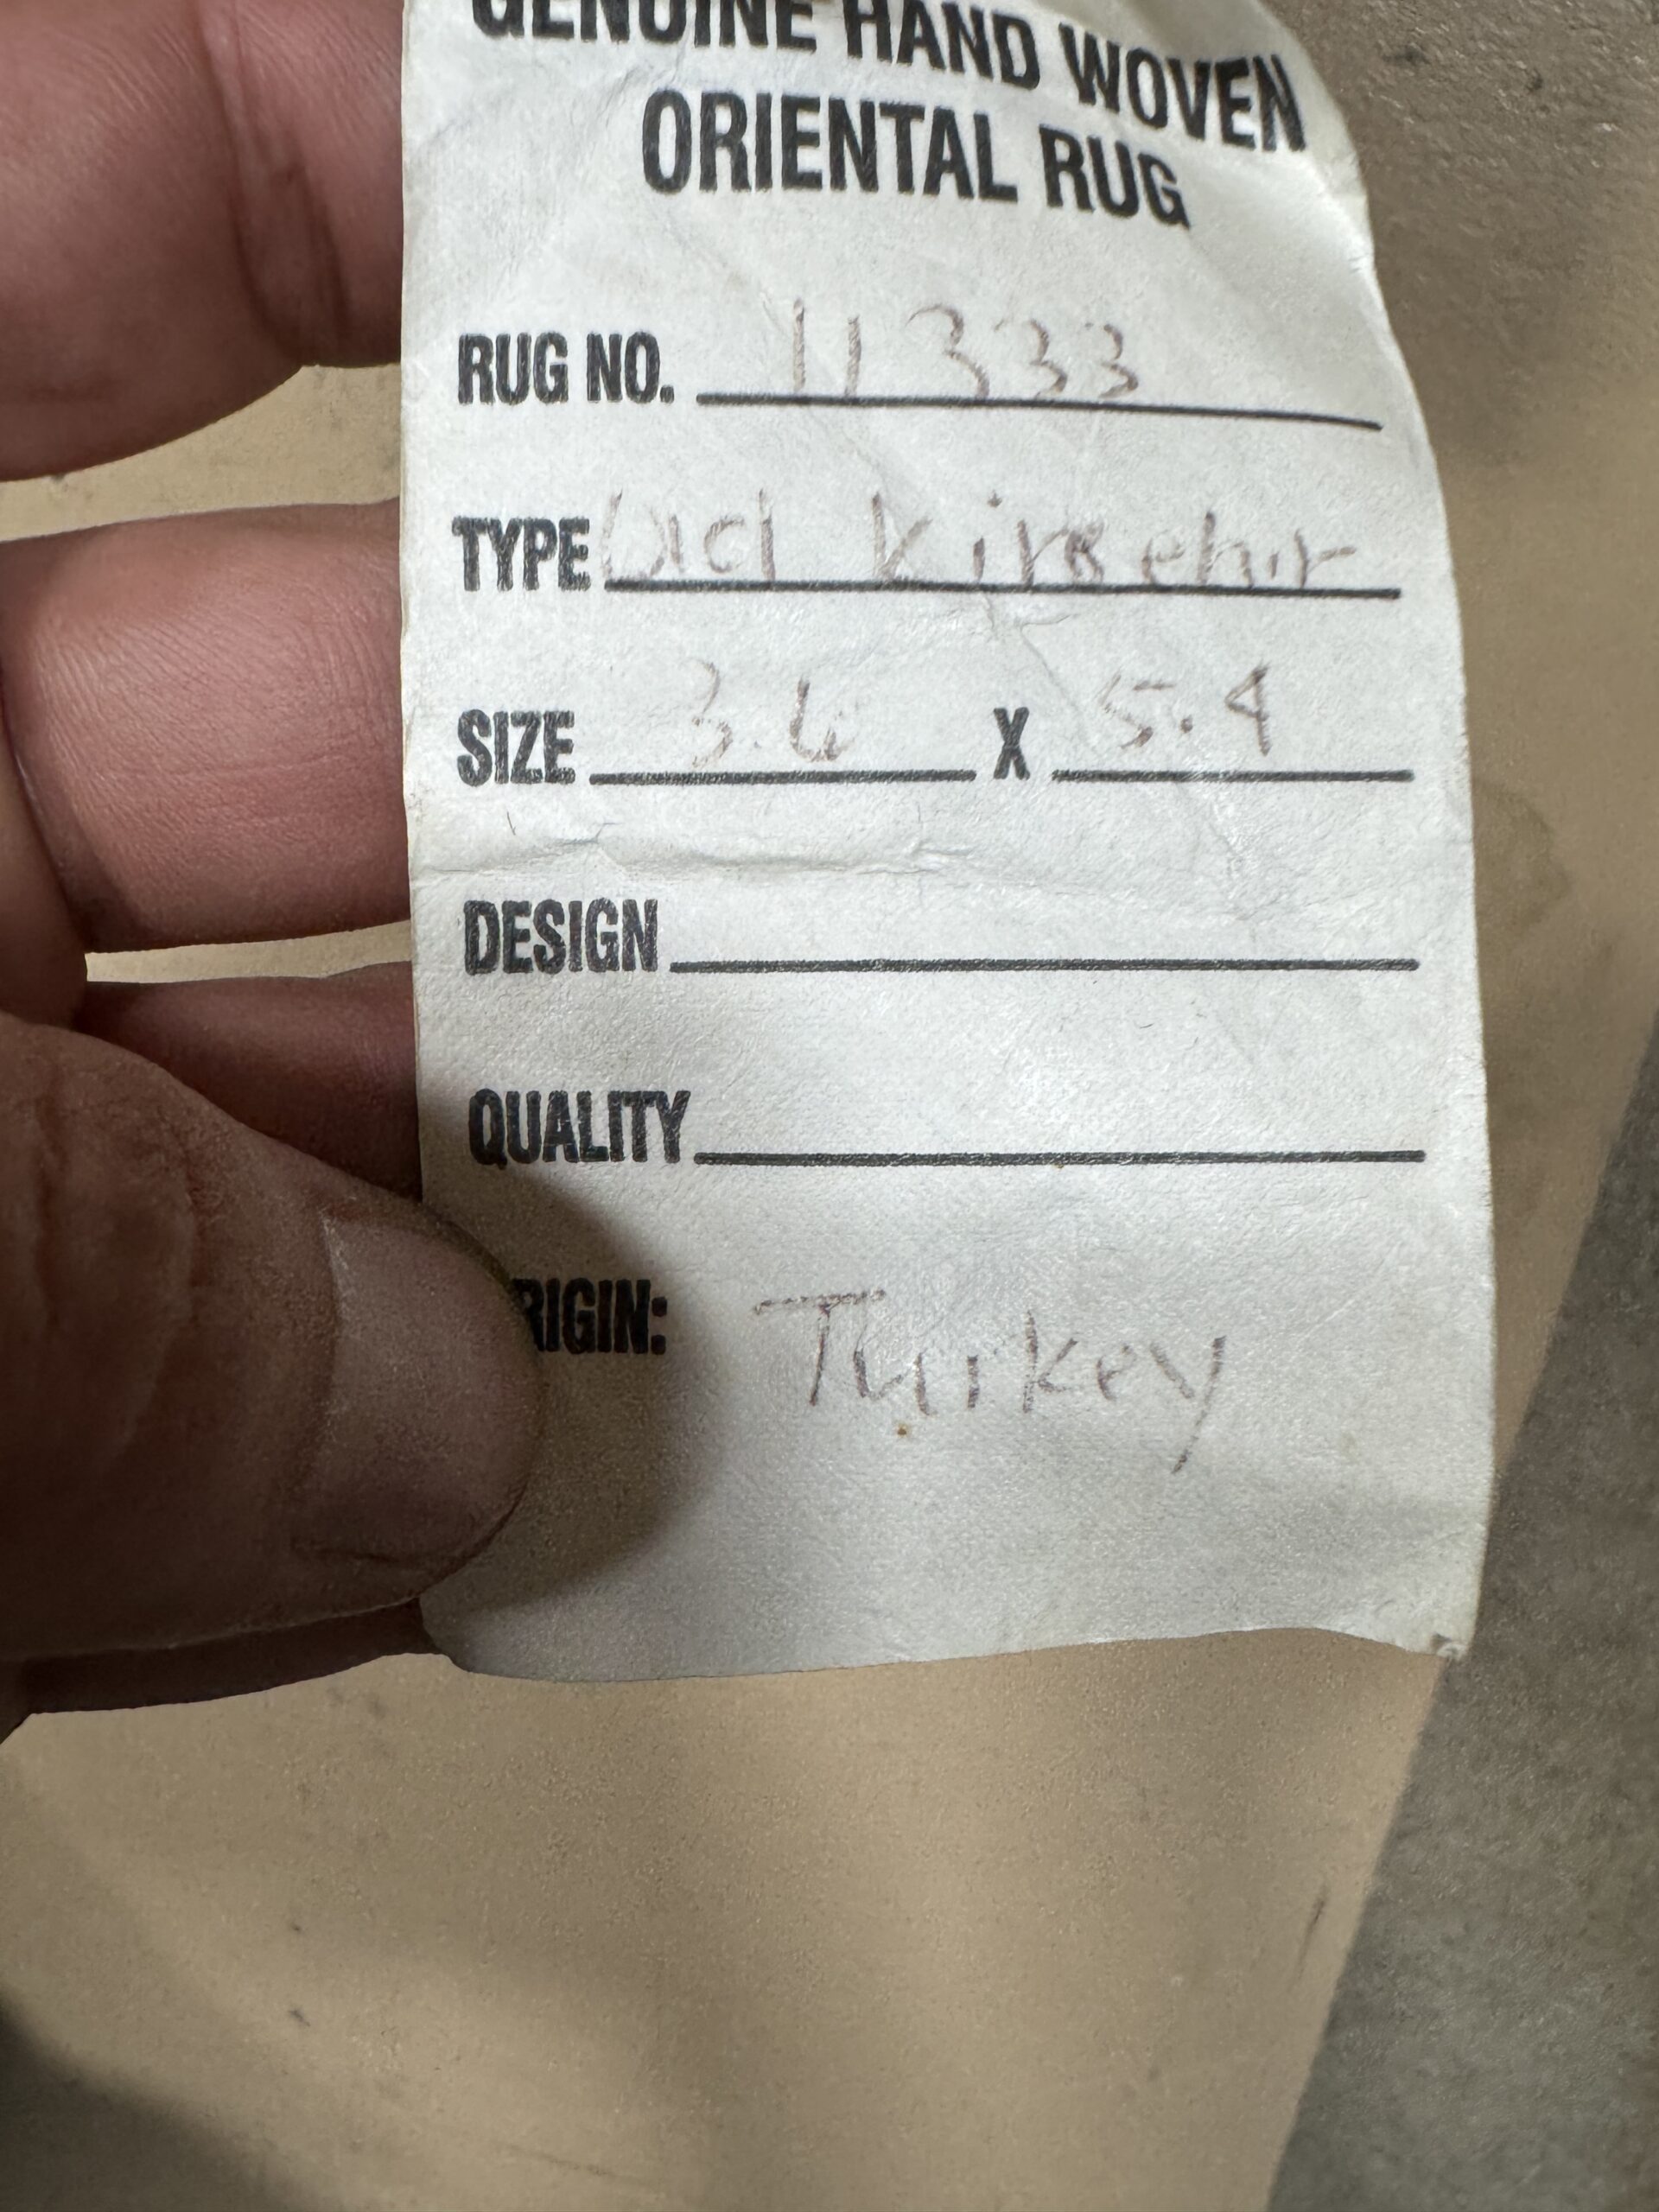 GENUINE HAND WOVEN
ORIENTAL RUG
RUG NO. 11333
TYPE Old Kirsehir
SIZE 3.6 X 5.4
DESIGN
QUALITY
RIGIN: Turkey